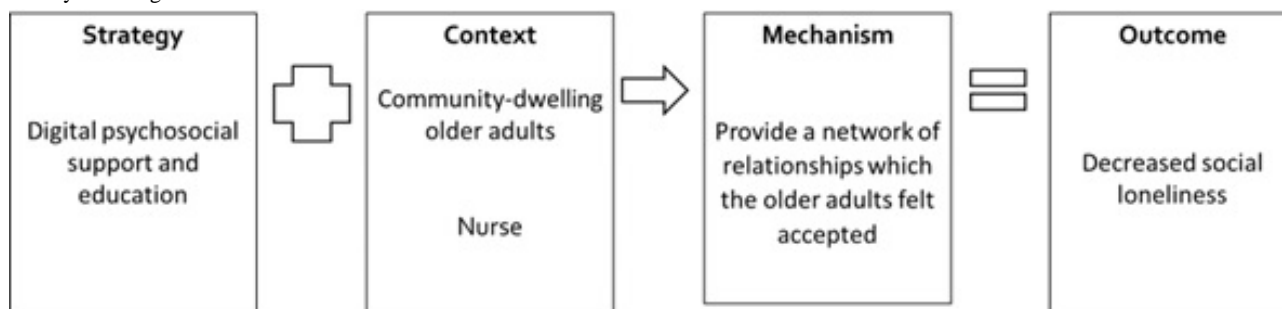 Strategy
Digital psychosocial
support and
education
Context
Community-dwelling
older adults
Nurse
Mechanism
Provide a network of
relationships which
the older adults felt
accepted
Outcome
Decreased social
loneliness